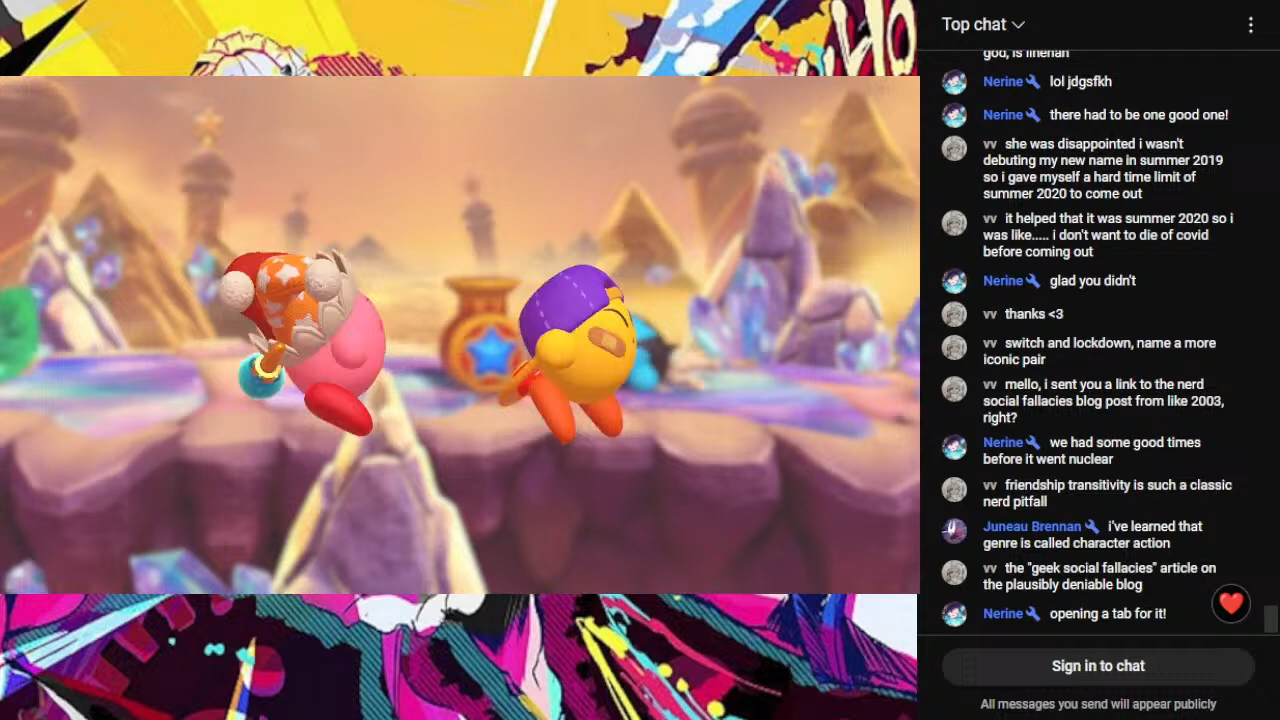 Top chat
god, is linehan
Nerine lol jdgsfkh
Nerine there had to be one good one!
vv she was disappointed i wasn't
debuting my new name in summer 2019
so i gave myself a hard time limit of
summer 2020 to come out
vv it helped that it was summer 2020 so i
was like..... i don't want to die of covid
before coming out
Nerine glad you didn't
vv thanks <3
vv switch and lockdown, name a more
iconic pair
vv mello, i sent you a link to the nerd
social fallacies blog post from like 2003,
right?
Nerine we had some good times
before it went nuclear
vv friendship transitivity is such a classic
nerd pitfall
Juneau Brennan i've learned that
genre is called character action
vv the "geek social fallacies" article on
the plausibly deniable blog
Nerine opening a tab for it!
Sign in to chat
All messages you send will appear publicly